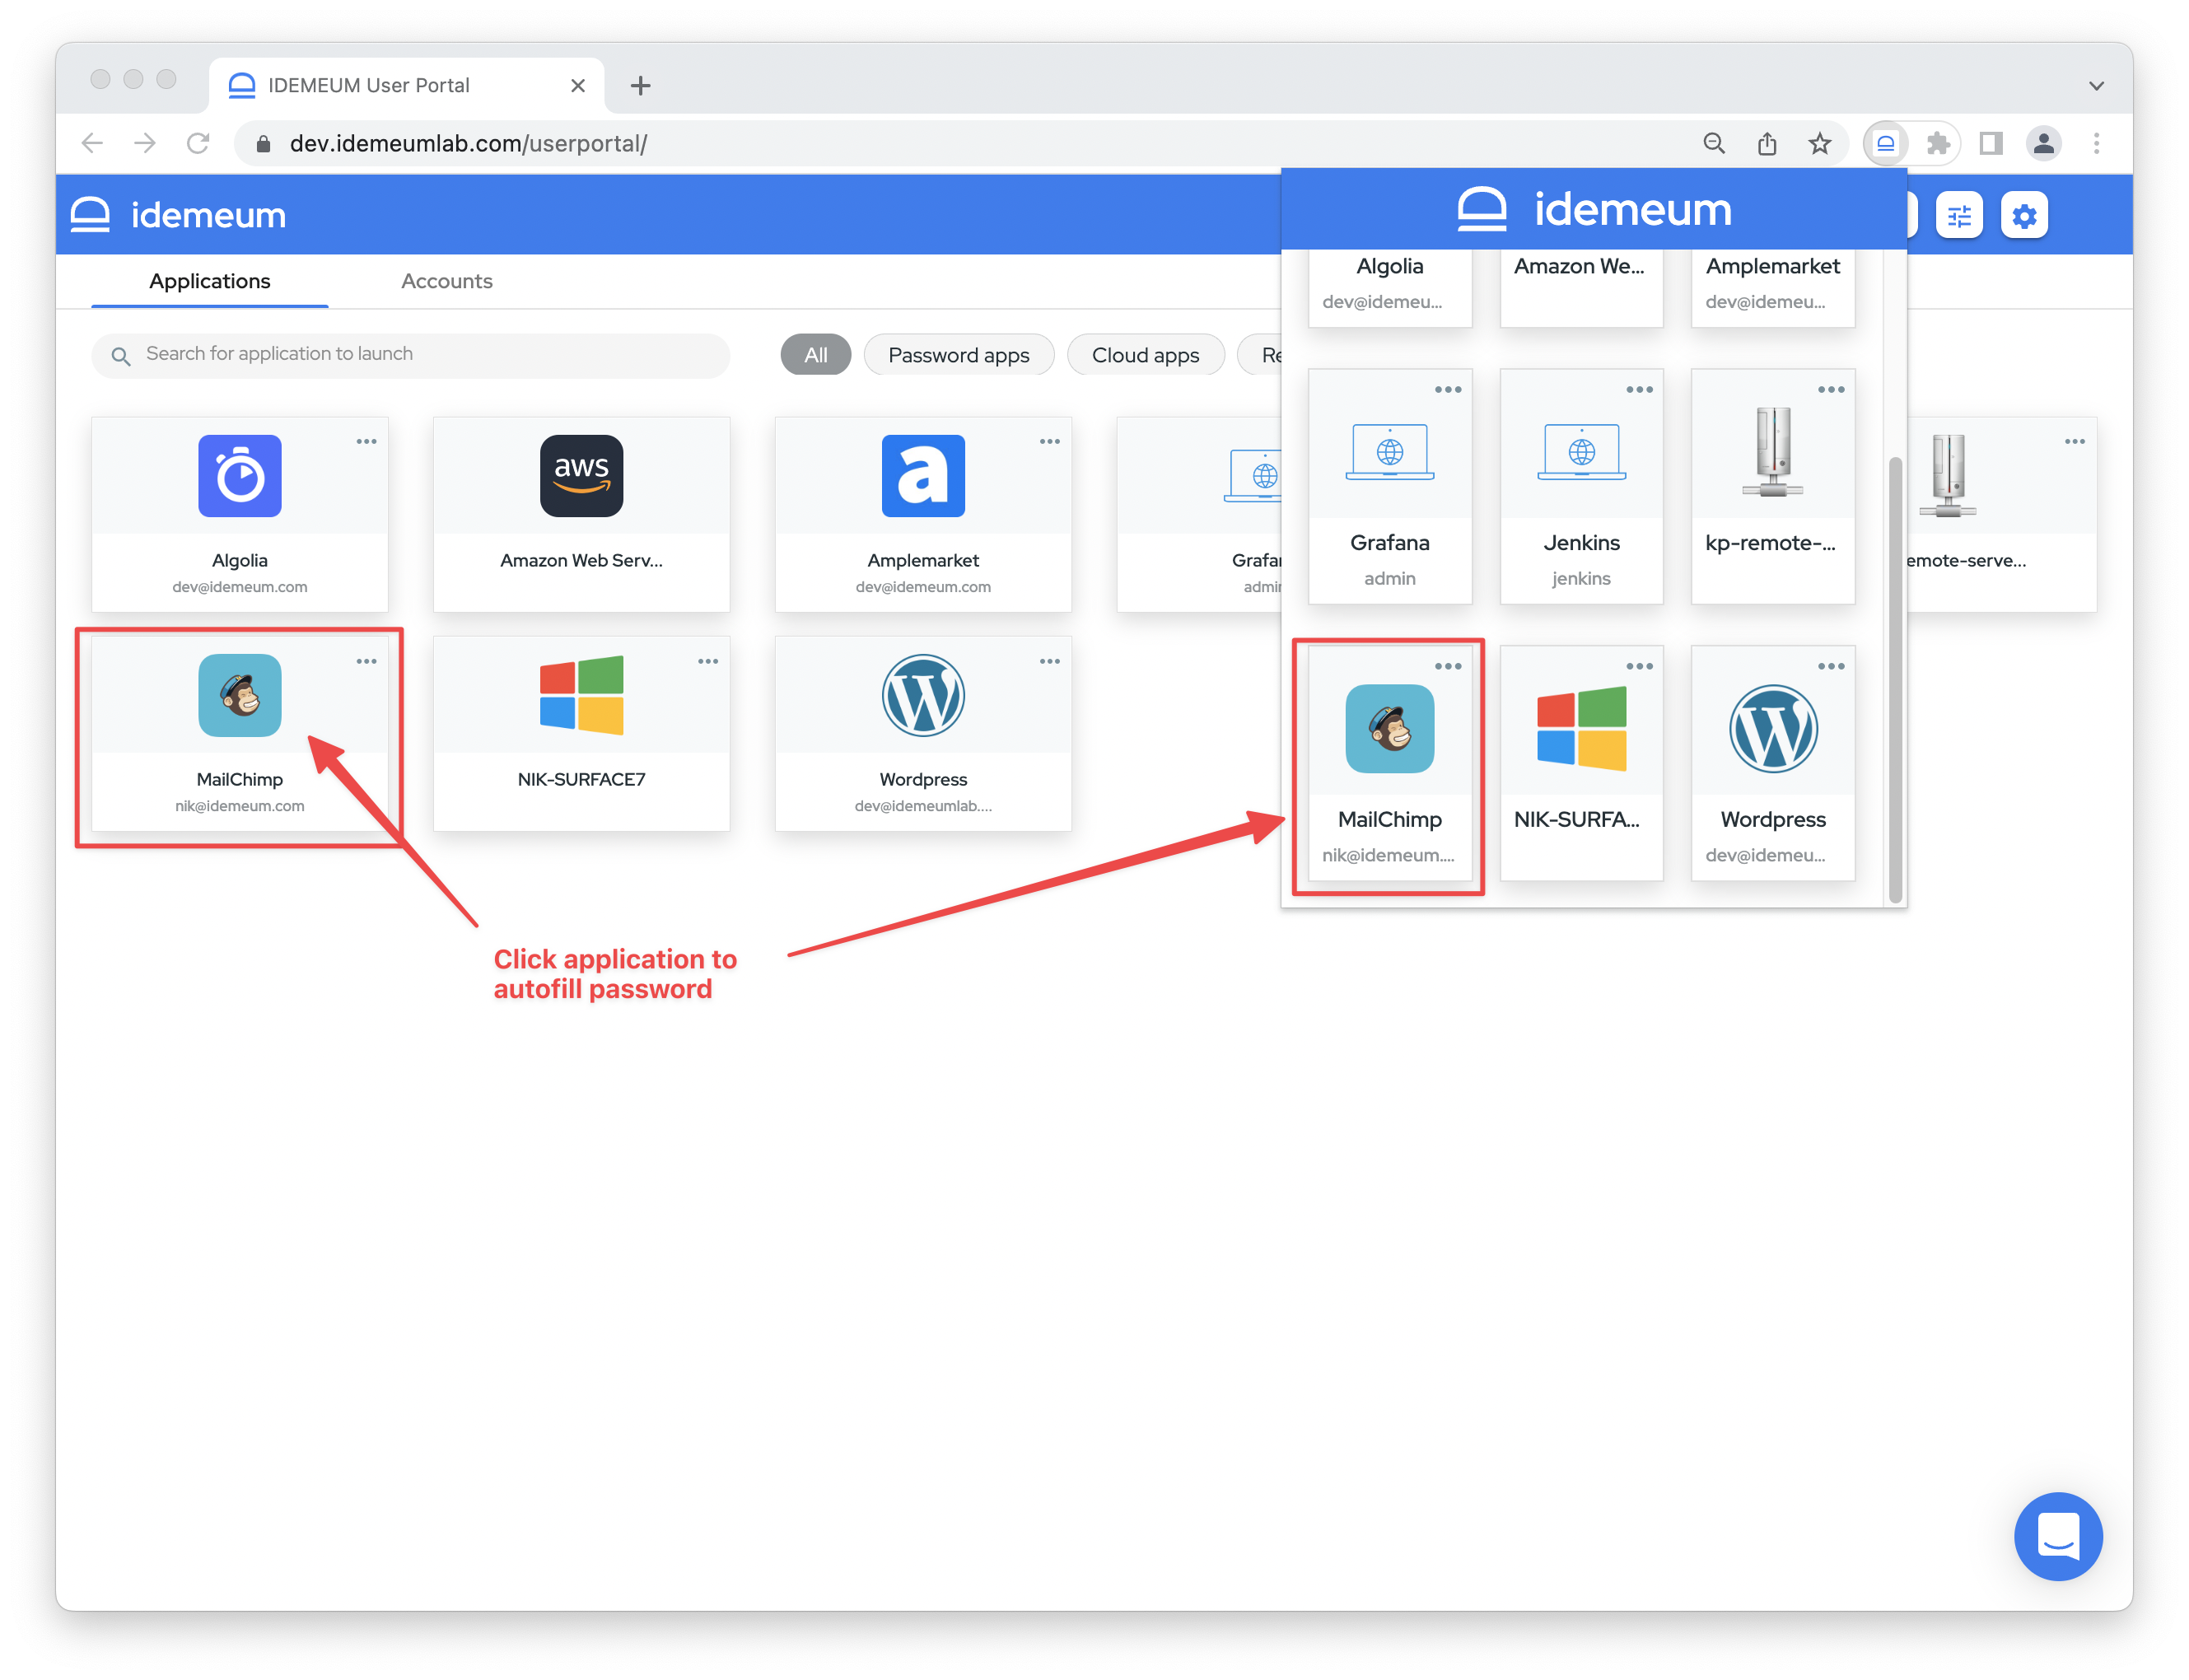 IDEMEUM User Portal
dev.idemeumlab.com/userportal/
idemeum
Applications
Accounts
Search for application to launch
All
Password apps
Cloud apps
Re
Algolia
dev@idemeum.com
aws
Amazon Web Serv...
a
Amplemarket
dev@idemeum.com
Grafa
admi
emote-serve...
MailChimp
nik@idemeum.com
NIK-SURFACE7
Wordpress
dev@idemeumlab....
idemeum
Algolia
dev@idemeu...
Amazon We...
Amplemarket
dev@idemeu...
Grafana
admin
Jenkins
jenkins
kp-remote-...
MailChimp
nik@idemeum....
NIK-SURFA...
Wordpress
dev@idemeu...
Click application to
autofill password